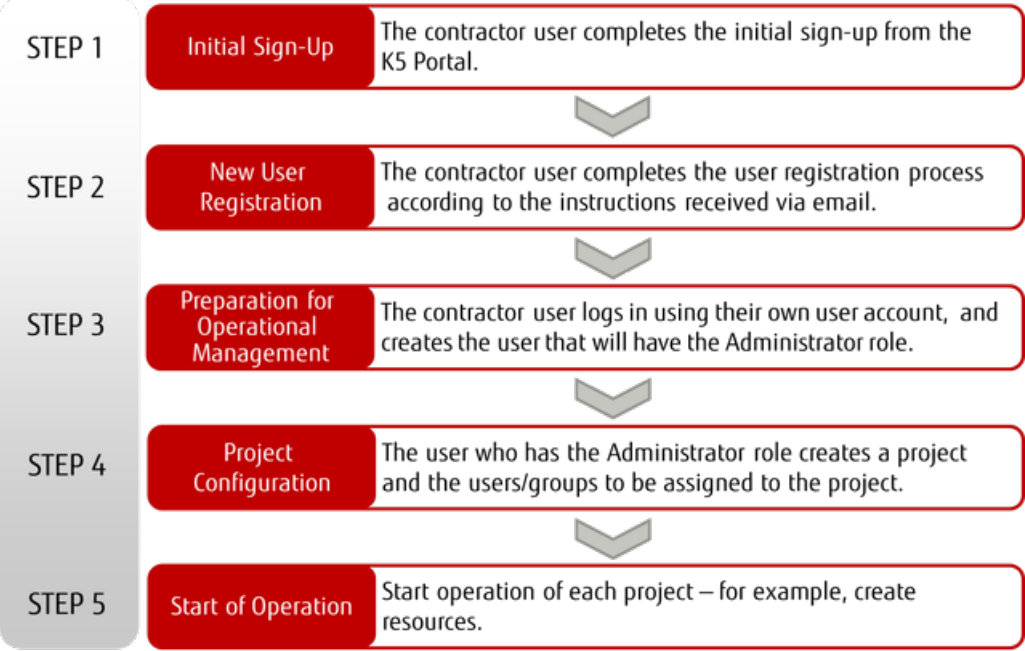 STEP 1
Initial Sign-Up
The contractor user completes the initial sign-up from the
K5 Portal.
STEP 2
New User
Registration
The contractor user completes the user registration process
according to the instructions received via email.
STEP 3
Preparation for
Operational
Management
The contractor user logs in using their own user account, and
creates the user that will have the Administrator role.
STEP 4
Project
Configuration
The user who has the Administrator role creates a project
and the users/groups to be assigned to the project.
STEP 5
Start of Operation
Start operation of each project – for example, create
resources.